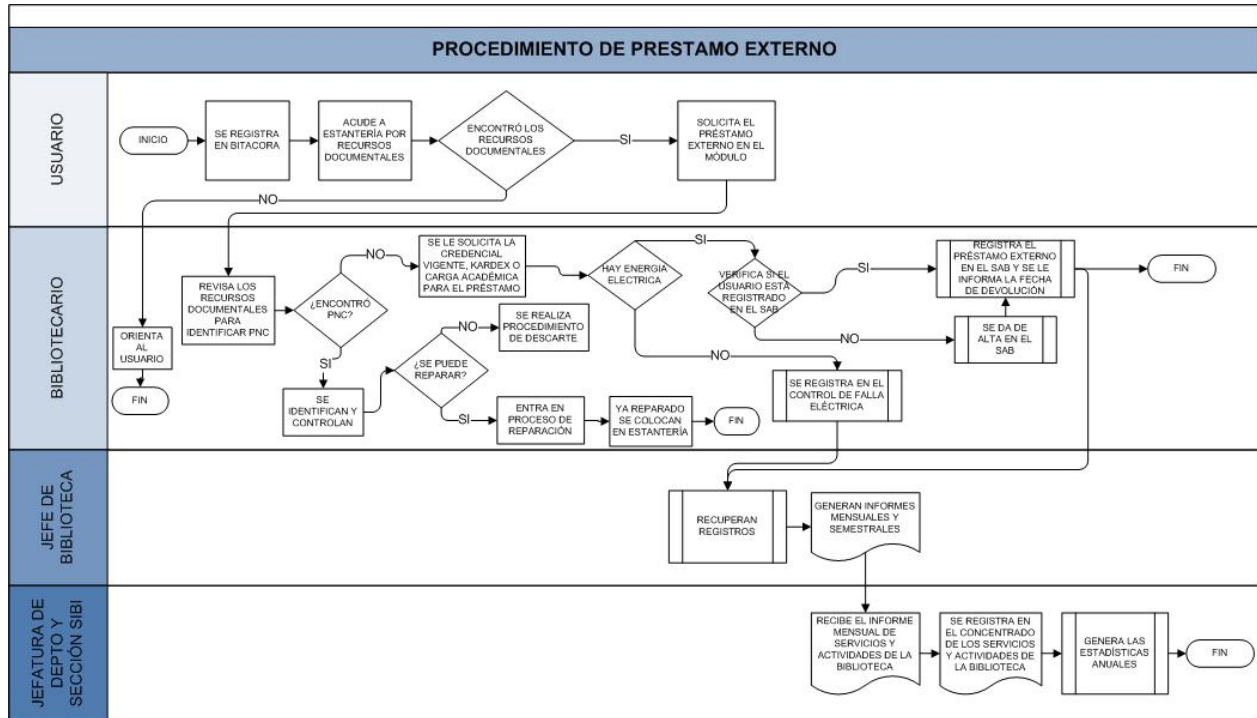 PROCEDIMIENTO DE PRESTAMO EXTERNO
USUARIO
INICIO
SE REGISTRA
EN BITACORA
ACUDE A
ESTANTERÍA POR
RECURSOS
DOCUMENTALES
ENCONTRÓ LOS
RECURSOS
DOCUMENTALES
SI
SOLICITA EL
PRÉSTAMO
EXTERNO EN EL
MÓDULO
NO
BIBLIOTECARIO
ORIENTA
AL
USUARIO
FIN
REVISA LOS
RECURSOS
DOCUMENTALES
PARA
IDENTIFICAR PNC
¿ENCONTRÓ
PNC?
NO
SE LE SOLICITA LA
CREDENCIAL
VIGENTE, KARDEX O
CARGA ACADÉMICA
PARA EL PRÉSTAMO
SI
SE
IDENTIFICAN Y
CONTROLAN
¿SE PUEDE
REPARAR?
NO
SE REALIZA
PROCEDIMIENTO
DE DESCARTE
SI
ENTRA EN
PROCESO DE
REPARACIÓN
YA REPARADO
SE COLOCAN
EN ESTANTERÍA
FIN
HAY ENERGIA
ELECTRICA
SI
VERIFICA SI EL
USUARIO ESTÁ
REGISTRADO
EN EL SAB
SI
REGISTRA EL
PRÉSTAMO EXTERNO
EN EL SAB Y SE LE
INFORMA LA FECHA
DE DEVOLUCIÓN
FIN
NO
SE DA DE
ALTA EN EL
SAB
NO
SE REGISTRA EN EL
CONTROL DE FALLA
ELÉCTRICA
JEFE DE
BIBLIOTECA
RECUPERAN
REGISTROS
GENERAN INFORMES
MENSUALES Y
SEMESTRALES
JEFATURA DE
DEPTO Y
SECCIÓN SIBI
RECIBE EL INFORME
MENSUAL DE
SERVICIOS Y
ACTIVIDADES DE LA
BIBLIOTECA
SE REGISTRA EN
EL CONCENTRADO
DE LOS SERVICIOS
Y ACTIVIDADES DE
LA BIBLIOTECA
GENERA LAS
ESTADÍSTICAS
ANUALES
FIN